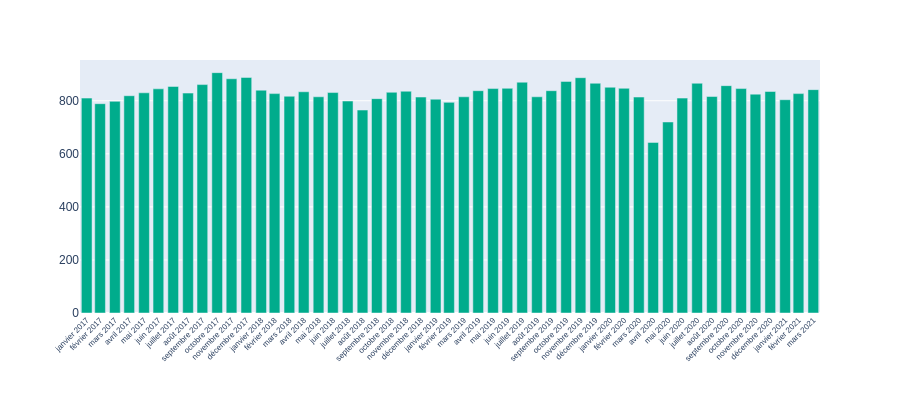 800
600
400
200
0
janvier 2017
février 2017
mars 2017
avril 2017
mai 2017
juin 2017
juillet 2017
août 2017
septembre 2017
octobre 2017
novembre 2017
décembre 2017
janvier 2018
février 2018
mars 2018
avril 2018
mai 2018
juin 2018
juillet 2018
août 2018
septembre 2018
octobre 2018
novembre 2018
décembre 2018
janvier 2019
février 2019
mars 2019
avril 2019
mai 2019
juin 2019
juillet 2019
août 2019
septembre 2019
octobre 2019
novembre 2019
décembre 2019
janvier 2020
février 2020
mars 2020
avril 2020
mai 2020
juin 2020
juillet 2020
août 2020
septembre 2020
octobre 2020
novembre 2020
décembre 2020
janvier 2021
février 2021
mars 2021